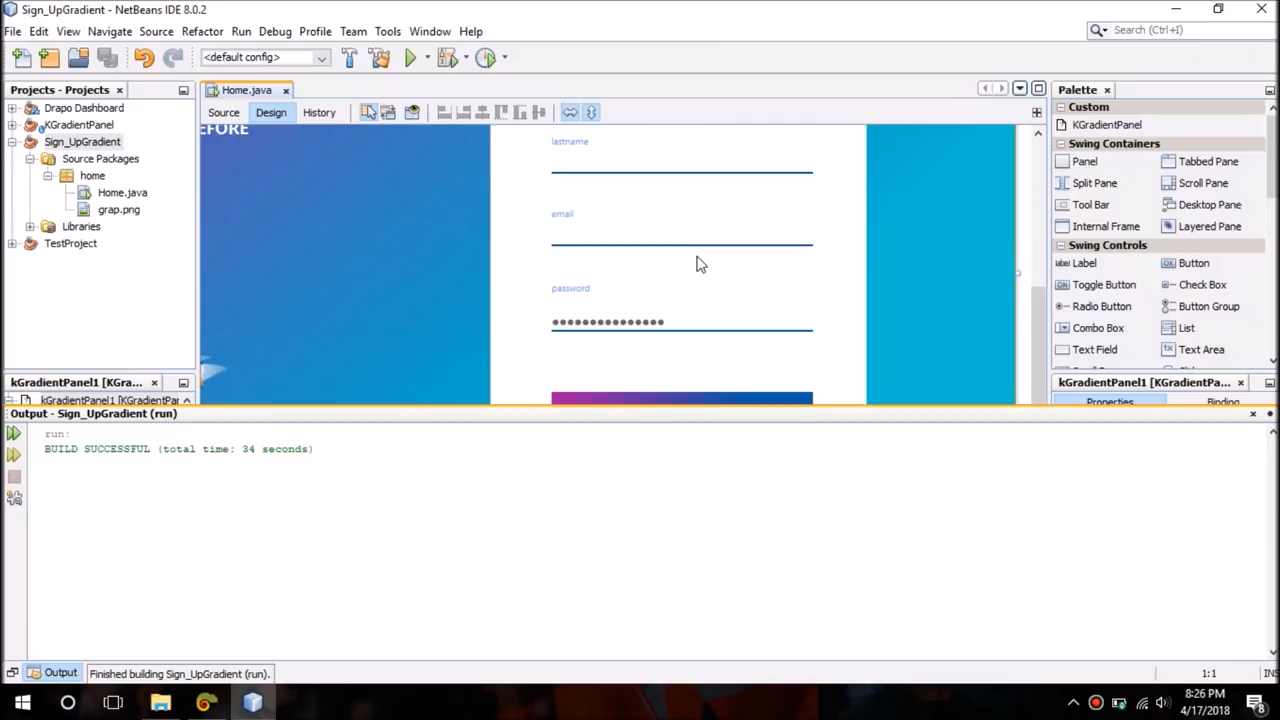 Sign_UpGradient - NetBeans IDE 8.0.2
File Edit View Navigate Source Refactor Run Debug Profile Team Tools Window Help
Search (Ctrl+I)
<default config>
Projects - Projects
Drapo Dashboard
KGradientPanel
Sign_UpGradient
Source Packages
home
Home.java
grap.png
Libraries
TestProject
Home.java
Source Design History
EFORE
lastname
email
password
Palette
Custom
KGradientPanel
Swing Containers
Panel Tabbed Pane
Split Pane Scroll Pane
Tool Bar Desktop Pane
Internal Frame Layered Pane
Swing Controls
Label Button
Toggle Button Check Box
Radio Button Button Group
Combo Box List
Text Field Text Area
kGradientPanel1 [KGra...
kGradientPanel1 [KGradientPar
kGradientPanel1 [KGradientPa...
Properties Binding
Output - Sign_UpGradient (run)
run:
BUILD SUCCESSFUL (total time: 34 seconds)
Output
Finished building Sign_UpGradient (run).
1:1
INS
8:26 PM
4/17/2018
8